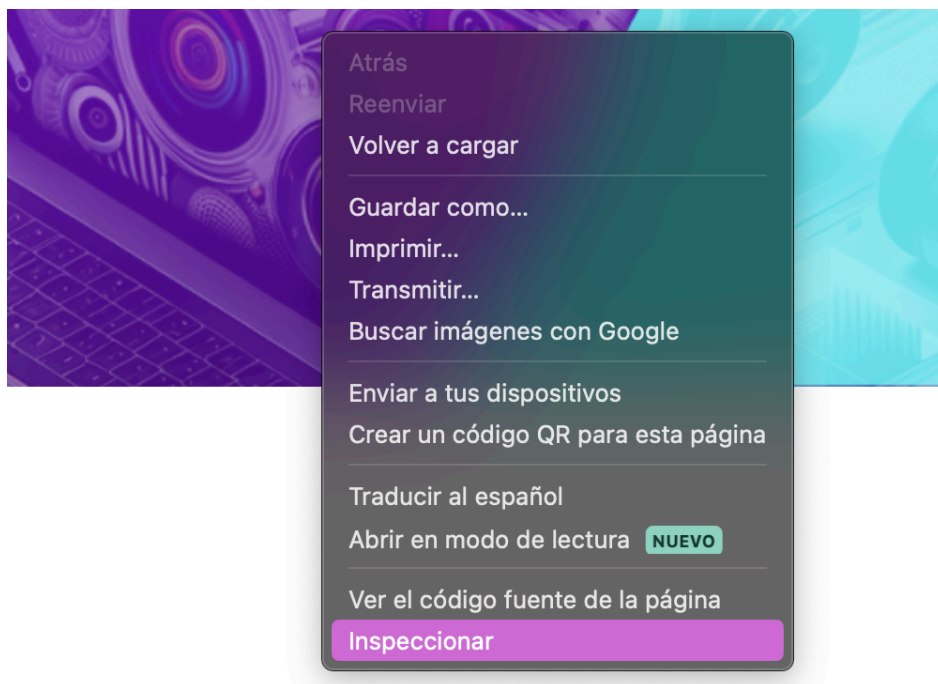 Atrás
Reenviar
Volver a cargar
Guardar como...
Imprimir...
Transmitir...
Buscar imágenes con Google
Enviar a tus dispositivos
Crear un código QR para esta página
Traducir al español
Abrir en modo de lectura NUEVO
Ver el código fuente de la página
Inspeccionar